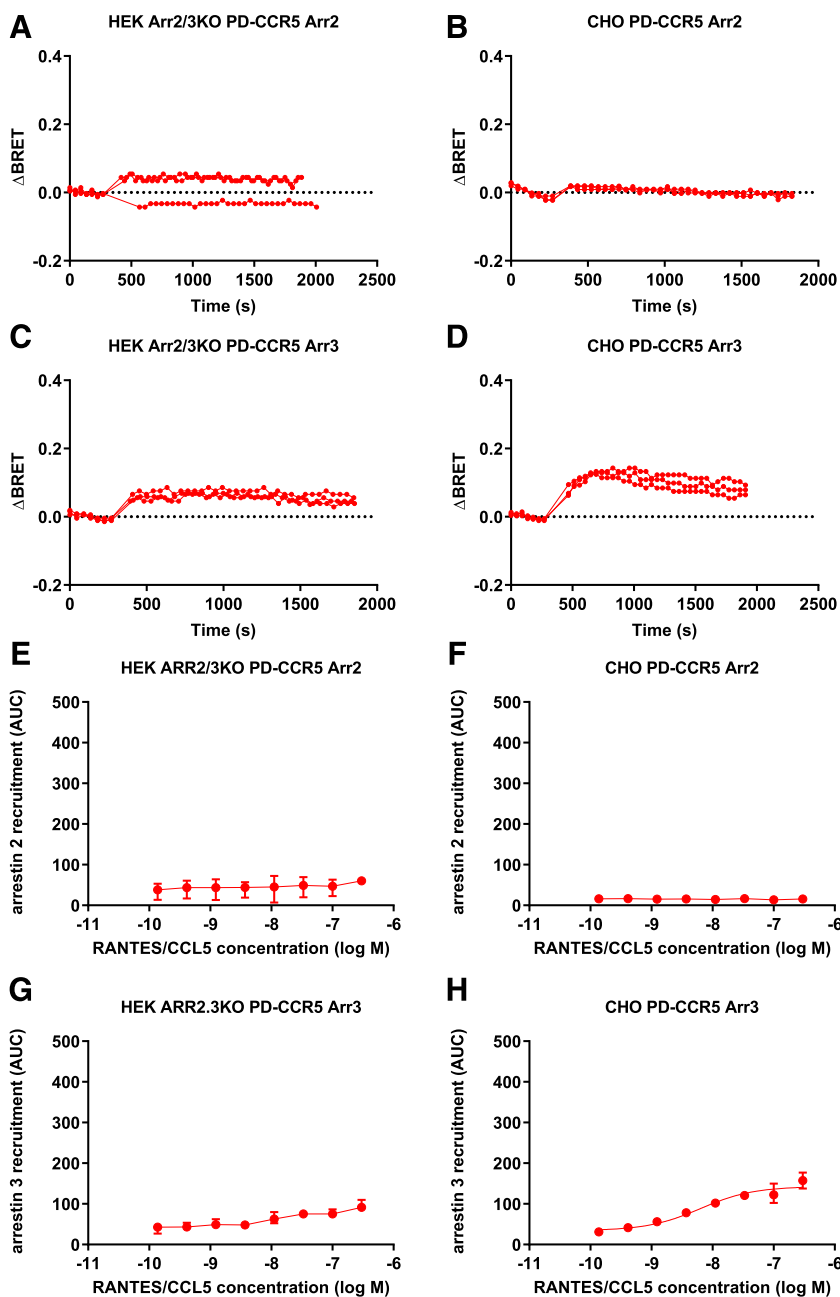 A
HEK Arr2/3KO PD-CCR5 Arr2
0.4
0.2
0.0
-0.2
ΔBRET
0
500
1000
1500
2000
2500
Time (s)
B
CHO PD-CCR5 Arr2
0.4
0.2
0.0
-0.2
ΔBRET
0
500
1000
1500
2000
Time (s)
C
HEK Arr2/3KO PD-CCR5 Arr3
0.4
0.2
0.0
-0.2
ΔBRET
0
500
1000
1500
2000
Time (s)
D
CHO PD-CCR5 Arr3
0.4
0.2
0.0
-0.2
ΔBRET
0
500
1000
1500
2000
2500
Time (s)
E
HEK ARR2/3KO PD-CCR5 Arr2
500
400
300
200
100
0
arrestin 2 recruitment (AUC)
-11
-10
-9
-8
-7
-6
RANTES/CCL5 concentration (log M)
F
CHO PD-CCR5 Arr2
500
400
300
200
100
0
arrestin 2 recruitment (AUC)
-11
-10
-9
-8
-7
-6
RANTES/CCL5 concentration (log M)
G
HEK ARR2.3KO PD-CCR5 Arr3
500
400
300
200
100
0
arrestin 3 recruitment (AUC)
-11
-10
-9
-8
-7
-6
RANTES/CCL5 concentration (log M)
H
CHO PD-CCR5 Arr3
500
400
300
200
100
0
arrestin 3 recruitment (AUC)
-11
-10
-9
-8
-7
-6
RANTES/CCL5 concentration (log M)